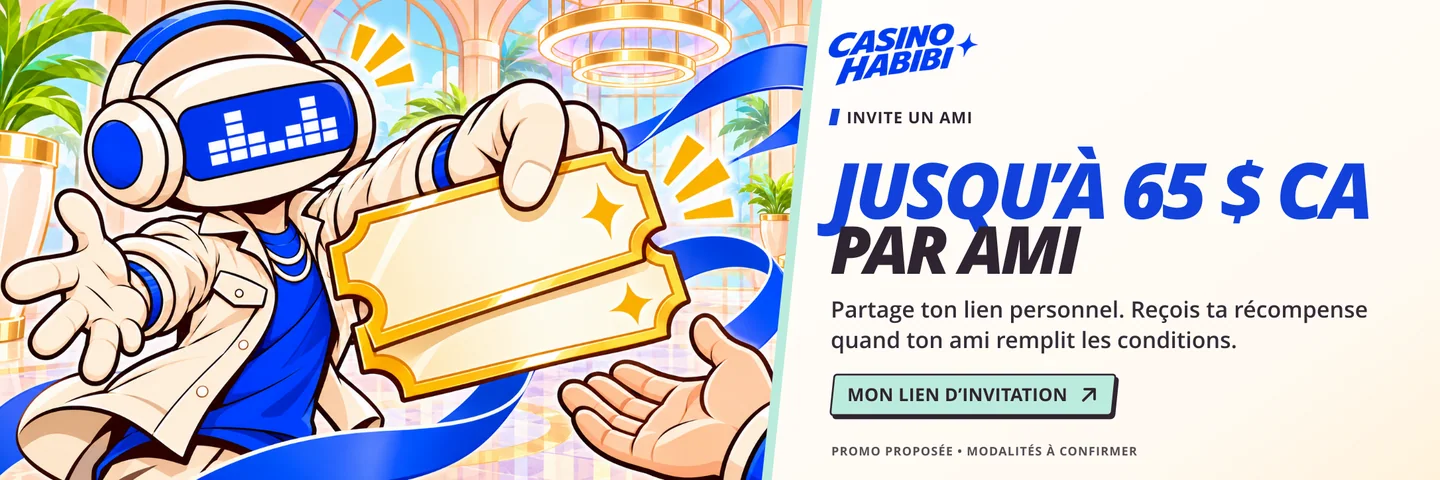 CASINO
HABIBI
INVITE UN AMI
JUSQU’À 65 $ CA
PAR AMI
Partage ton lien personnel. Reçois ta récompense
quand ton ami remplit les conditions.
MON LIEN D’INVITATION
PROMO PROPOSÉE • MODALITÉS À CONFIRMER